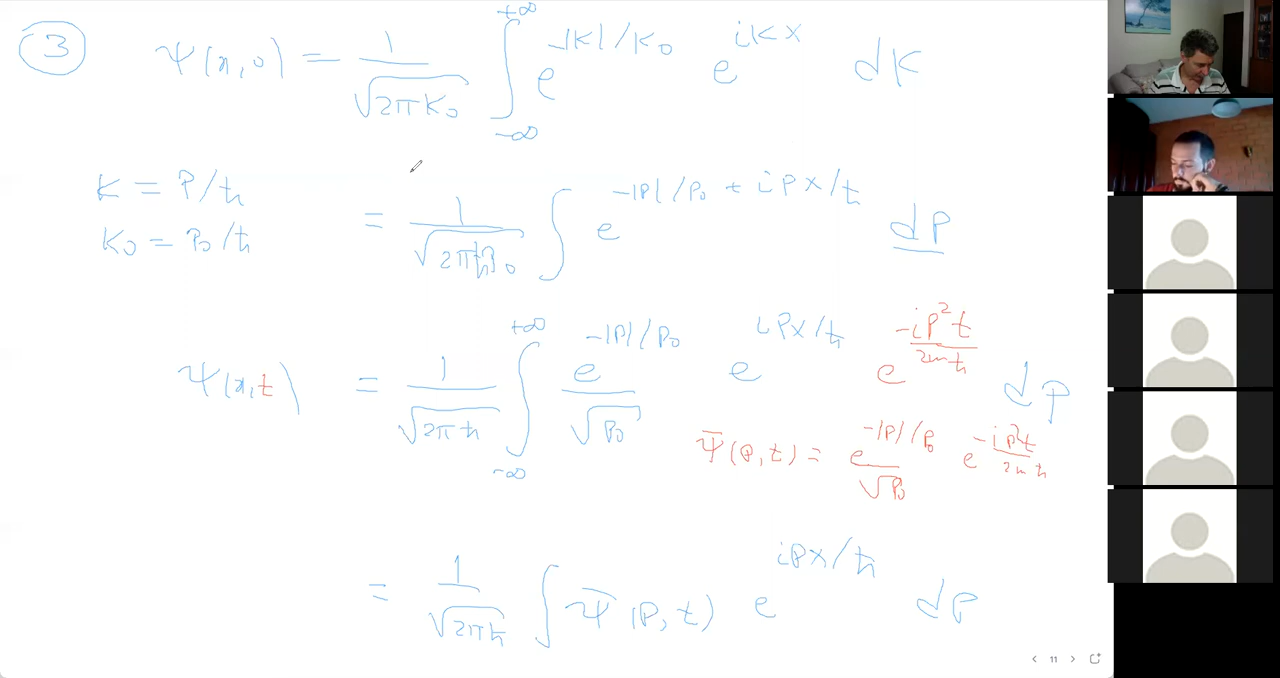 ③ Ψ(x,0) = 1/√(2πK₀) ∫_{-∞}^{+∞} e^{-|K|/K₀} e^{iKx} dK
K = P/ħ
K₀ = P₀/ħ
= 1/√(2πħP₀) ∫ e^{-|P|/P₀ + iPx/ħ} dP
Ψ(x,t) = 1/√(2πħ) ∫_{-∞}^{+∞} e^{-|P|/P₀}/√P₀ e^{iPx/ħ} e^{-iP²t/2mħ} dP
Ψ̄(P,t) = e^{-|P|/P₀}/√P₀ e^{-iP²t/2mħ}
= 1/√(2πħ) ∫ Ψ̄(P,t) e^{iPx/ħ} dP
< 11 >